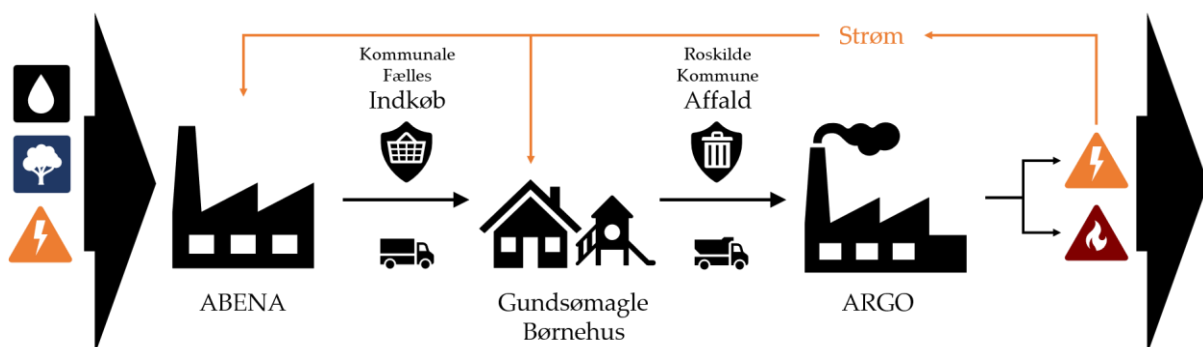 Strøm
Kommunale
Fælles
Indkøb
Roskilde
Kommune
Affald
ABENA
Gundsømagle
Børnehus
ARGO